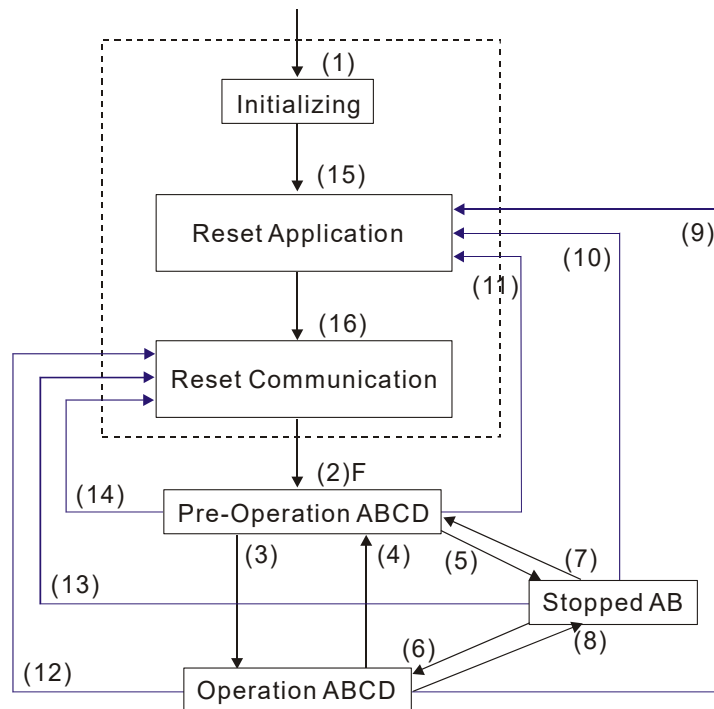 (1)
Initializing
(15)
Reset Application
(9)
(10)
(11)
(16)
Reset Communication
(2)F
(14)
Pre-Operation ABCD
(3)
(4)
(5)
(7)
(13)
Stopped AB
(6)
(8)
(12)
Operation ABCD